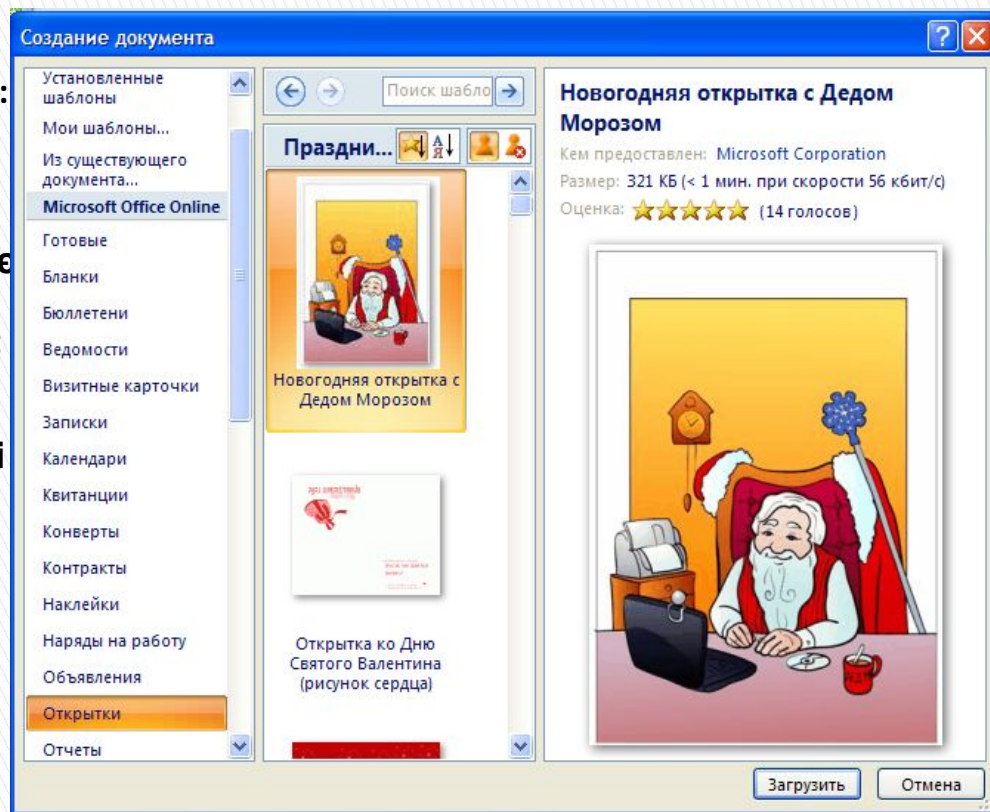 Создание документа
:
є
і
Установленные
шаблоны
Мои шаблоны...
Из существующего
документа...
Microsoft Office Online
Готовые
Бланки
Бюллетени
Ведомости
Визитные карточки
Записки
Календари
Квитанции
Конверты
Контракты
Наклейки
Наряды на работу
Объявления
Открытки
Отчеты
Поиск шабло
Праздни...
А
Я
Новогодняя открытка с
Дедом Морозом
Открытка ко Дню
Святого Валентина
(рисунок сердца)
Новогодняя открытка с Дедом
Морозом
Кем предоставлен: Microsoft Corporation
Размер: 321 КБ (< 1 мин. при скорости 56 кбит/с)
Оценка: (14 голосов)
Загрузить
Отмена